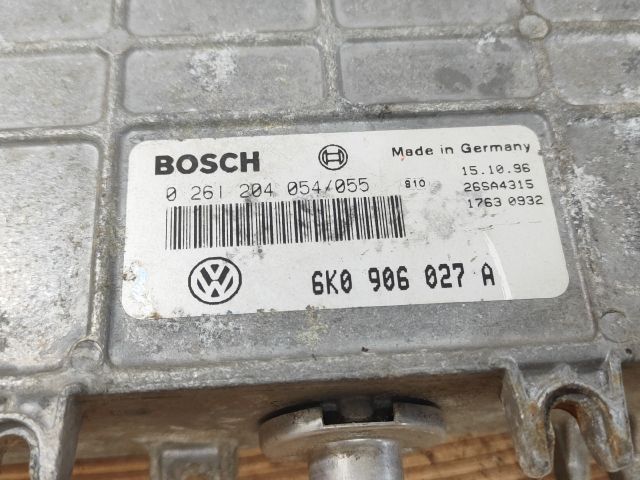 BOSCH
Made in Germany
0 261 204 054/055
810
15.10.96
26SA4315
1763 0932
VW
6K0 906 027 A